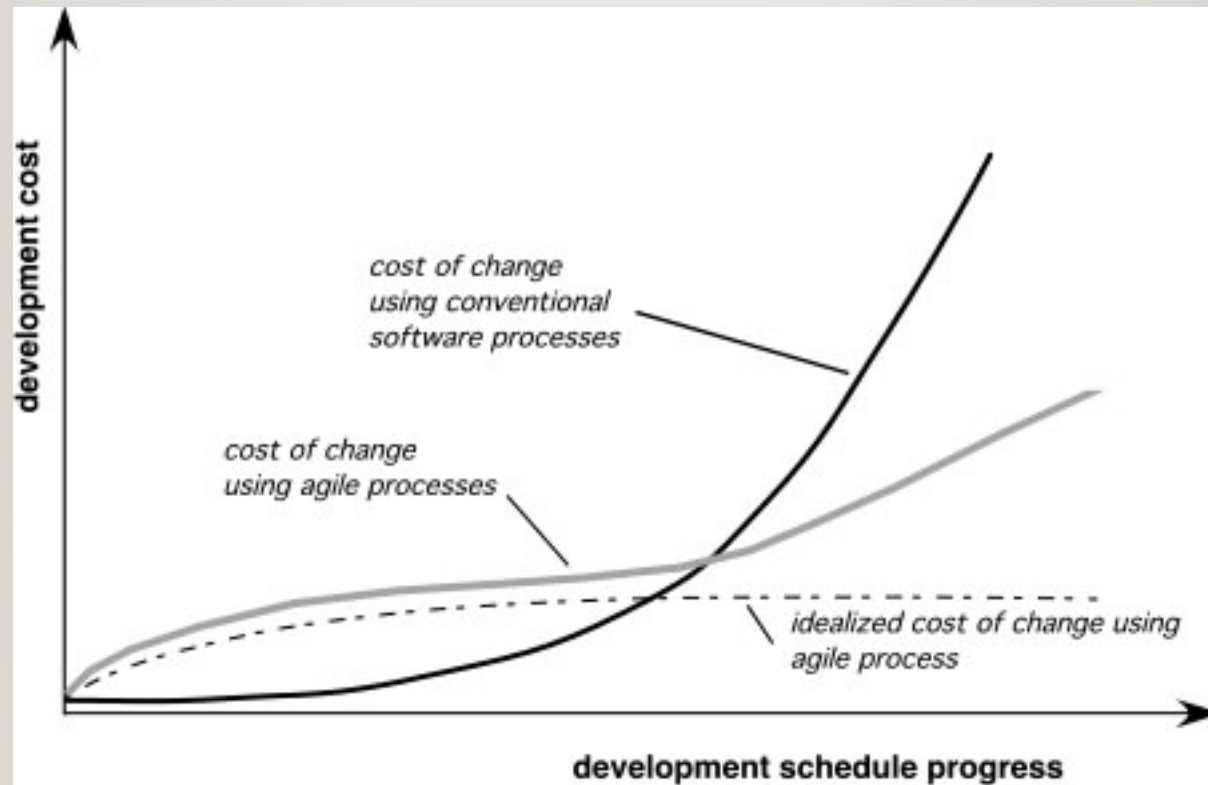 development cost
cost of change
using conventional
software processes
cost of change
using agile processes
idealized cost of change using
agile process
development schedule progress